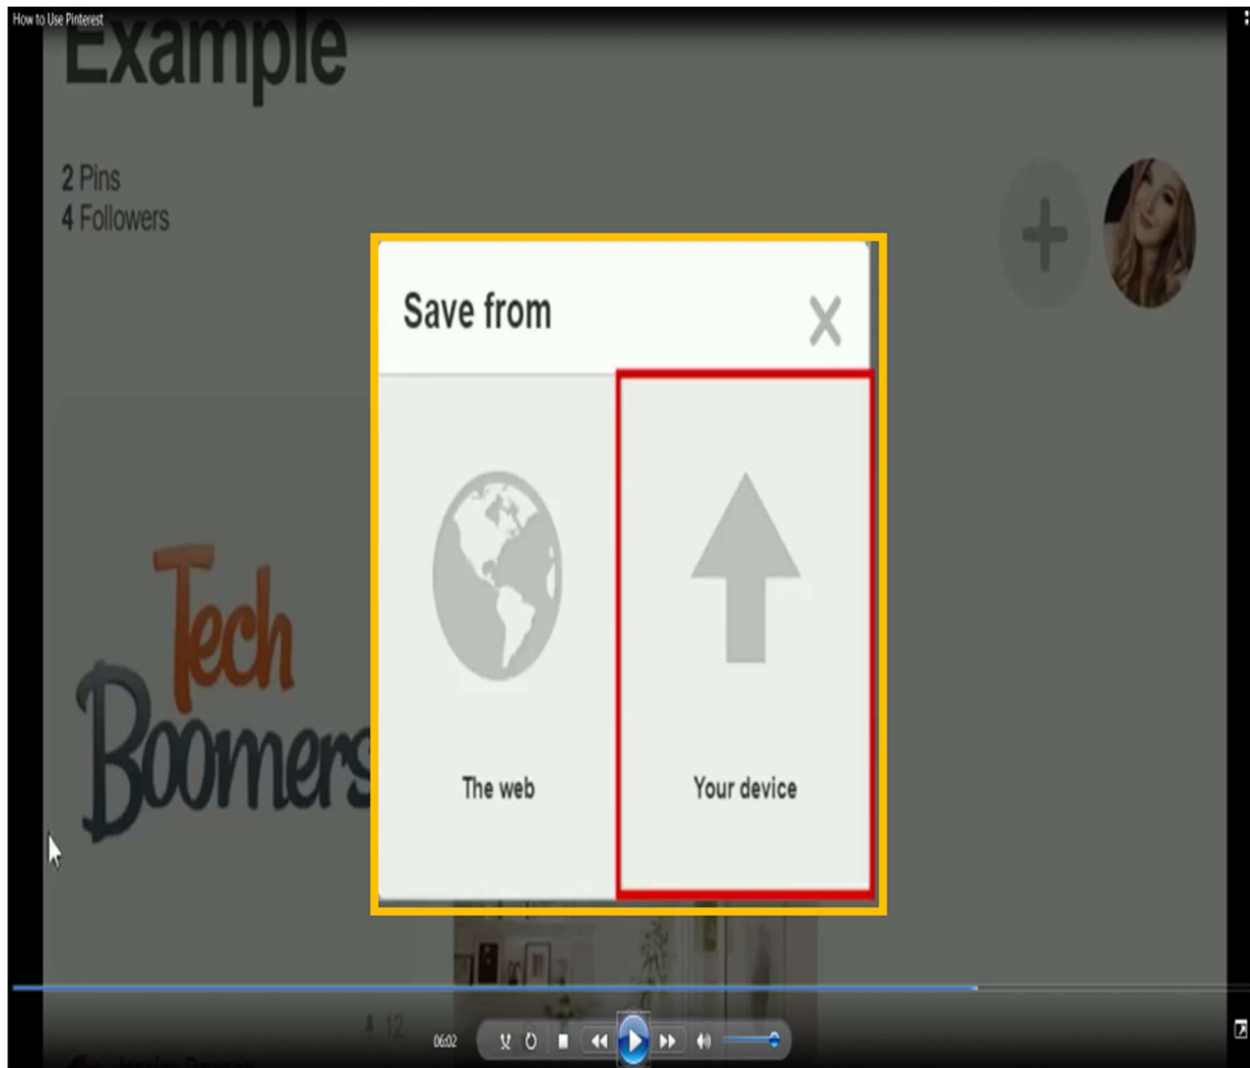 How to Use Pinterest
Example
2 Pins
4 Followers
Save from
The web
Your device
Tech
Boomers
12
06:02